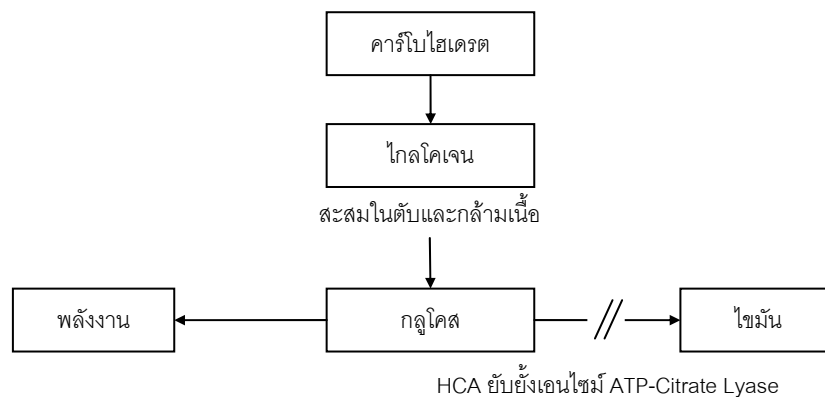 คาร์โบไฮเดรต
ไกลโคเจน
สะสมในตับและกล้ามเนื้อ
พลังงาน
กลูโคส
ไขมัน
HCA ยับยั้งเอนไซม์ ATP-Citrate Lyase